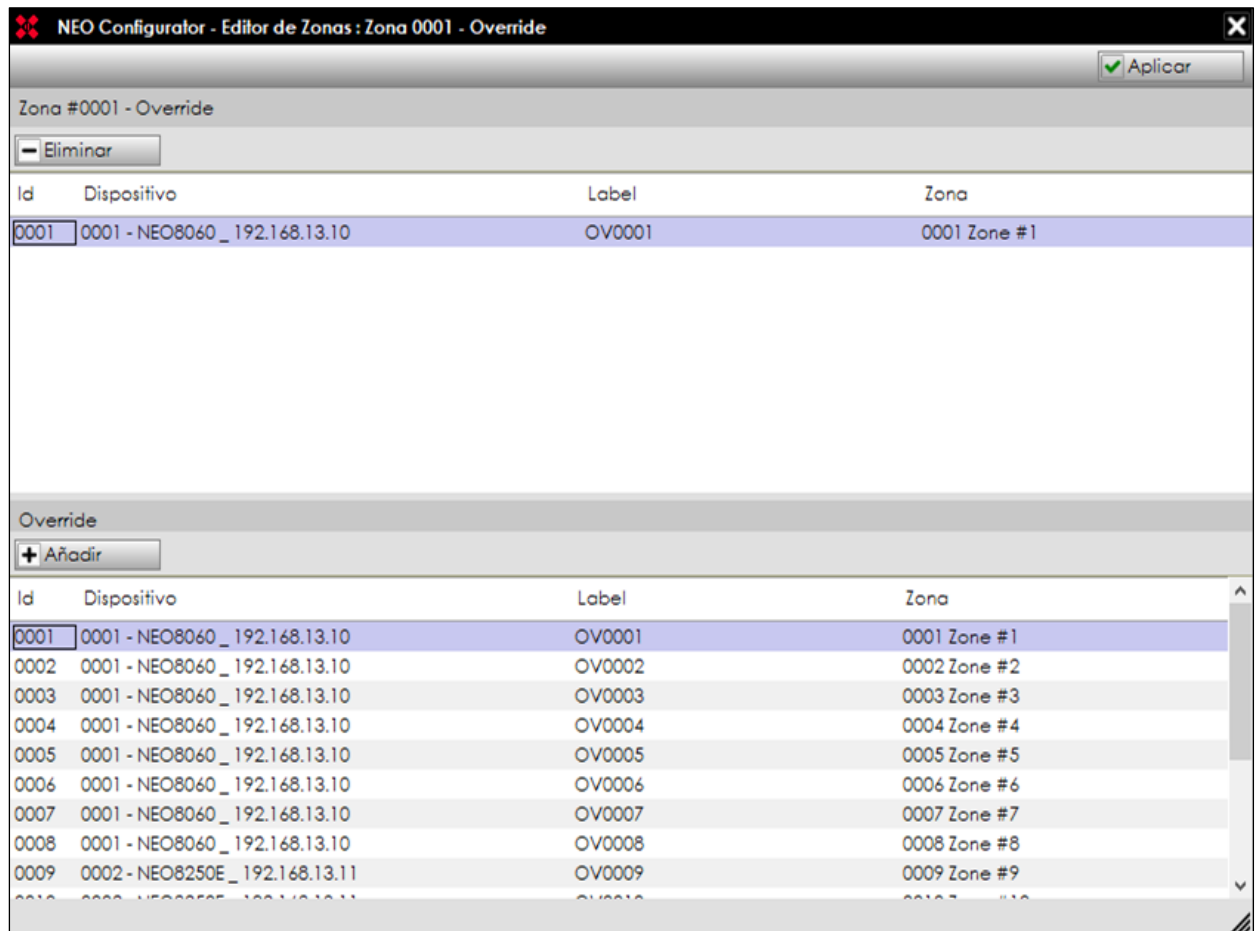 NEO Configurator - Editor de Zonas : Zona 0001 - Override
Aplicar
Zona #0001 - Override
Eliminar
Id Dispositivo Label Zona
0001 0001 - NEO8060 _ 192.168.13.10 OV0001 0001 Zone #1
Override
Añadir
Id Dispositivo Label Zona
0001 0001 - NEO8060 _ 192.168.13.10 OV0001 0001 Zone #1
0002 0001 - NEO8060 _ 192.168.13.10 OV0002 0002 Zone #2
0003 0001 - NEO8060 _ 192.168.13.10 OV0003 0003 Zone #3
0004 0001 - NEO8060 _ 192.168.13.10 OV0004 0004 Zone #4
0005 0001 - NEO8060 _ 192.168.13.10 OV0005 0005 Zone #5
0006 0001 - NEO8060 _ 192.168.13.10 OV0006 0006 Zone #6
0007 0001 - NEO8060 _ 192.168.13.10 OV0007 0007 Zone #7
0008 0001 - NEO8060 _ 192.168.13.10 OV0008 0008 Zone #8
0009 0002 - NEO8250E _ 192.168.13.11 OV0009 0009 Zone #9